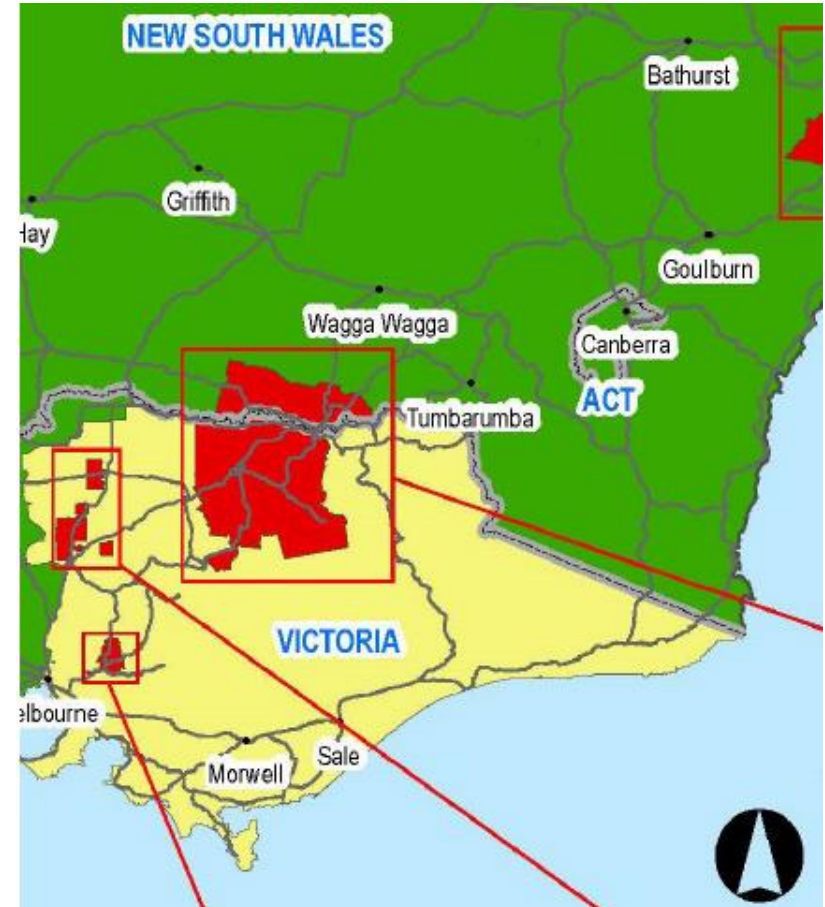 NEW SOUTH WALES
Bathurst
Griffith
Hay
Goulburn
Wagga Wagga
Canberra
ACT
Tumbarumba
VICTORIA
elbourne
Sale
Morwell